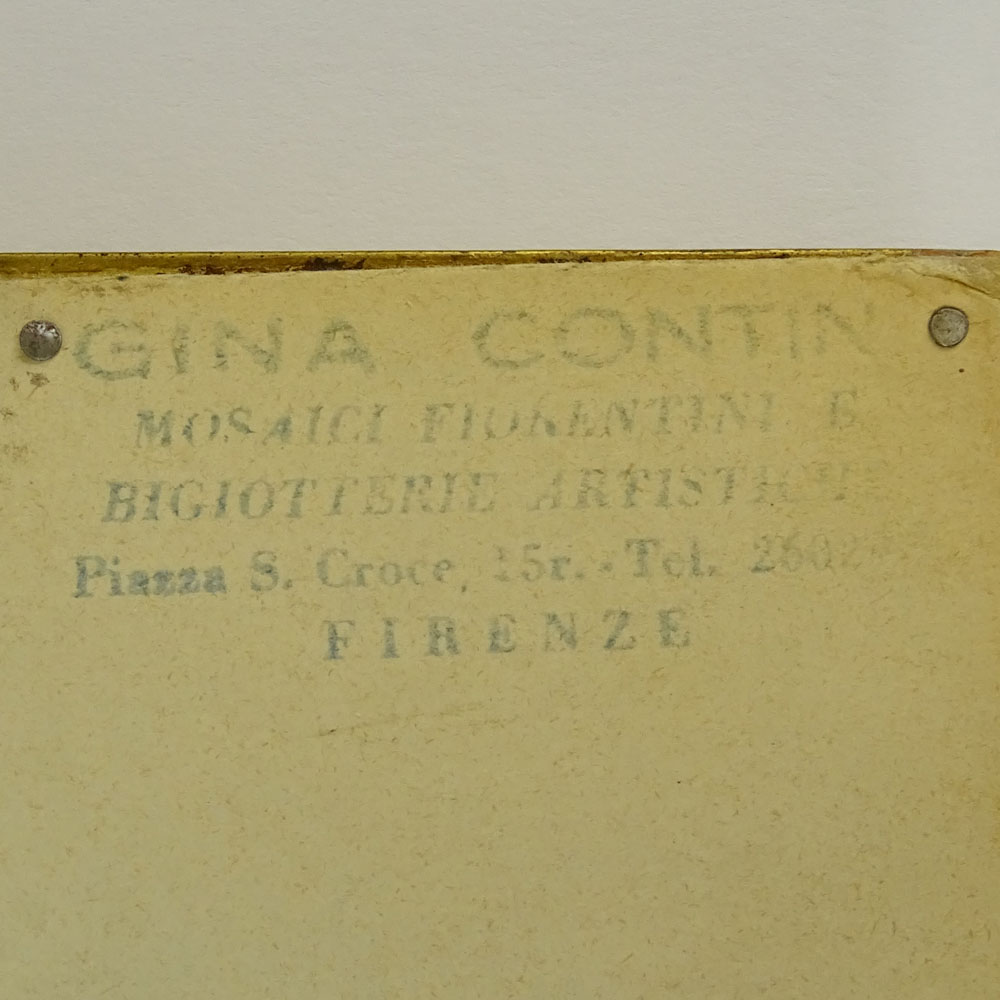 GINA CONTIN
MOSAICI FIORENTINI E
BIGIOTTERIE ARTISTICHE
Piazza S. Croce, 15r. - Tel.
FIRENZE